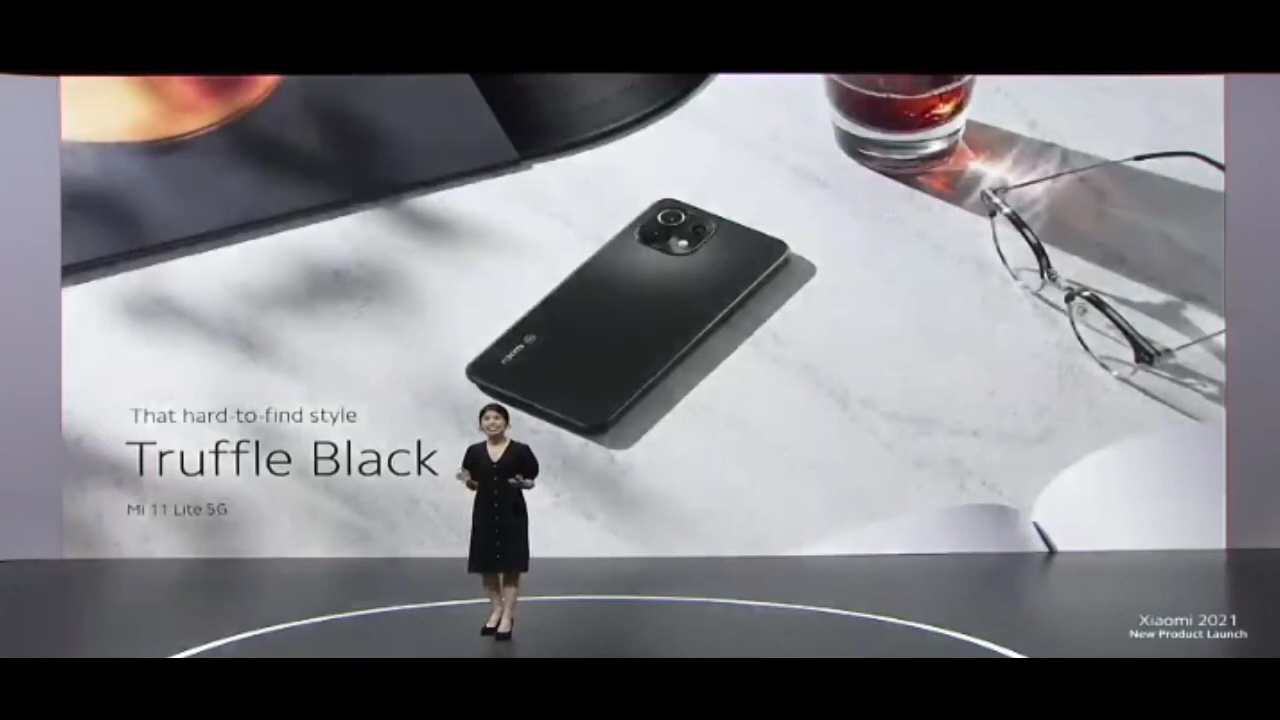 That hard-to-find style
Truffle Black
Mi 11 Lite 5G
Xiaomi 2021
New Product Launch